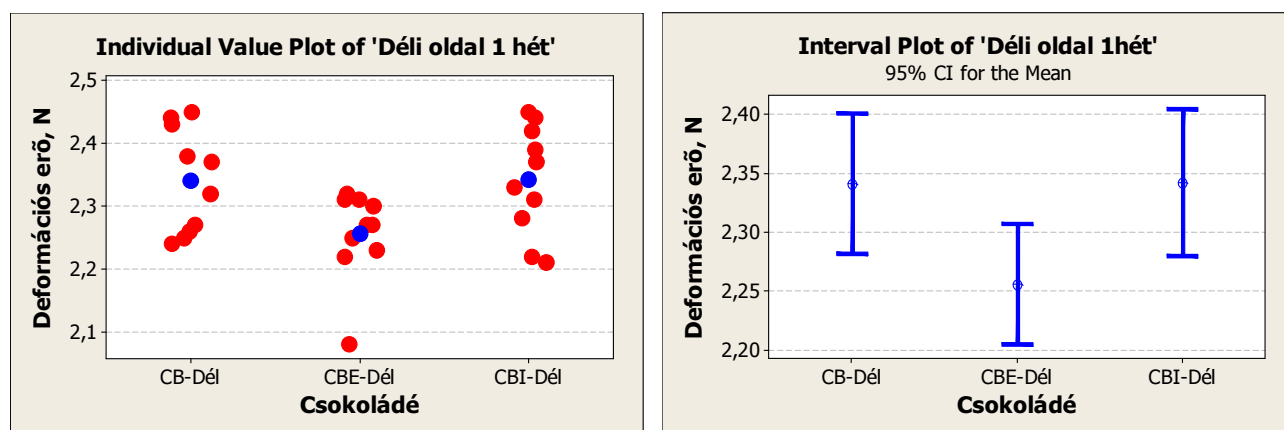 Individual Value Plot of 'Déli oldal 1 hét'
Deformációs erõ, N
2,5
2,4
2,3
2,2
2,1
CB-Dél CBE-Dél CBI-Dél
Csokoládé
Interval Plot of 'Déli oldal 1hét'
95% CI for the Mean
Deformációs erõ, N
2,40
2,35
2,30
2,25
2,20
CB-Dél CBE-Dél CBI-Dél
Csokoládé